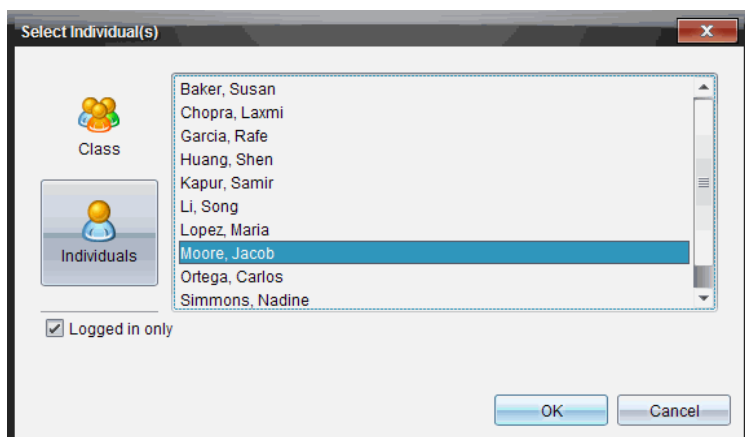 Select Individual(s)
Class
Individuals
Logged in only
Baker, Susan
Chopra, Laxmi
Garcia, Rafe
Huang, Shen
Kapur, Samir
Li, Song
Lopez, Maria
Moore, Jacob
Ortega, Carlos
Simmons, Nadine
OK
Cancel